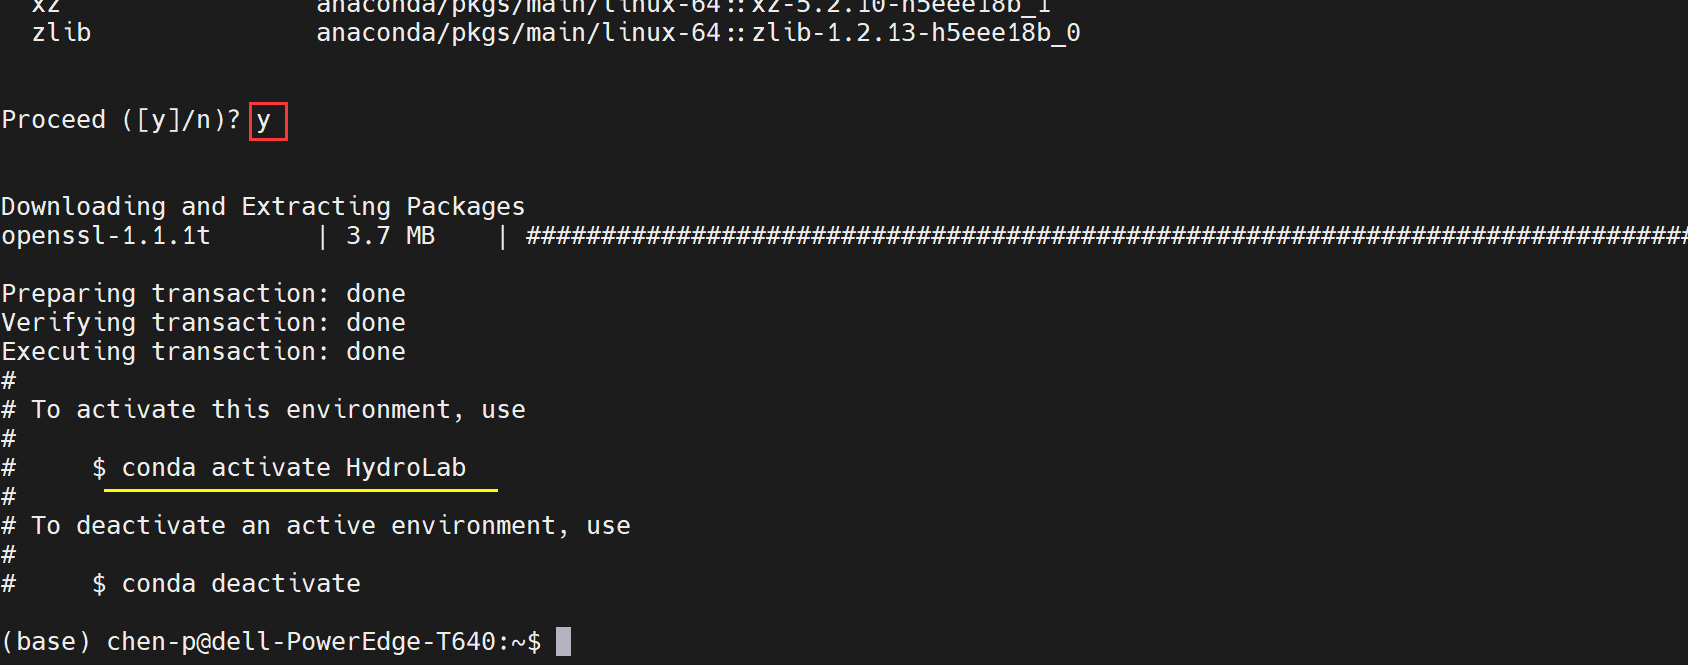 xz anaconda/pkgs/main/linux-64::xz-5.2.10-h5eee18b_1
zlib anaconda/pkgs/main/linux-64::zlib-1.2.13-h5eee18b_0
Proceed ([y]/n)? y
Downloading and Extracting Packages
openssl-1.1.1t | 3.7 MB | ##############################################################################
Preparing transaction: done
Verifying transaction: done
Executing transaction: done
#
# To activate this environment, use
#
# $ conda activate HydroLab
#
# To deactivate an active environment, use
#
# $ conda deactivate
(base) chen-p@dell-PowerEdge-T640:~$